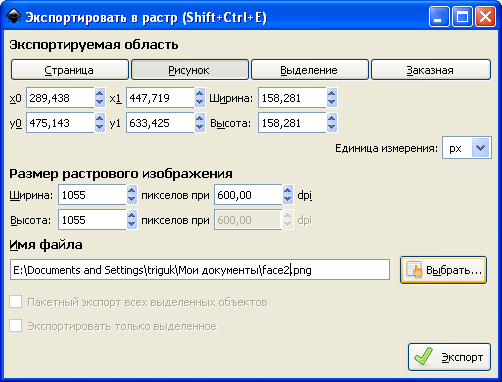 Экспортировать в растр (Shift+Ctrl+E)
Экспортируемая область
Страница Рисунок Выделение Заказная
x0 289,438 x1 447,719 Ширина: 158,281
y0 475,143 y1 633,425 Высота: 158,281
Единица измерения: px
Размер растрового изображения
Ширина: 1055 пикселов при 600,00 dpi
Высота: 1055 пикселов при 600,00 dpi
Имя файла
E:\Documents and Settings\triguk\Мои документы\face2.png Выбрать...
Пакетный экспорт всех выделенных объектов
Экспортировать только выделенное
Экспорт